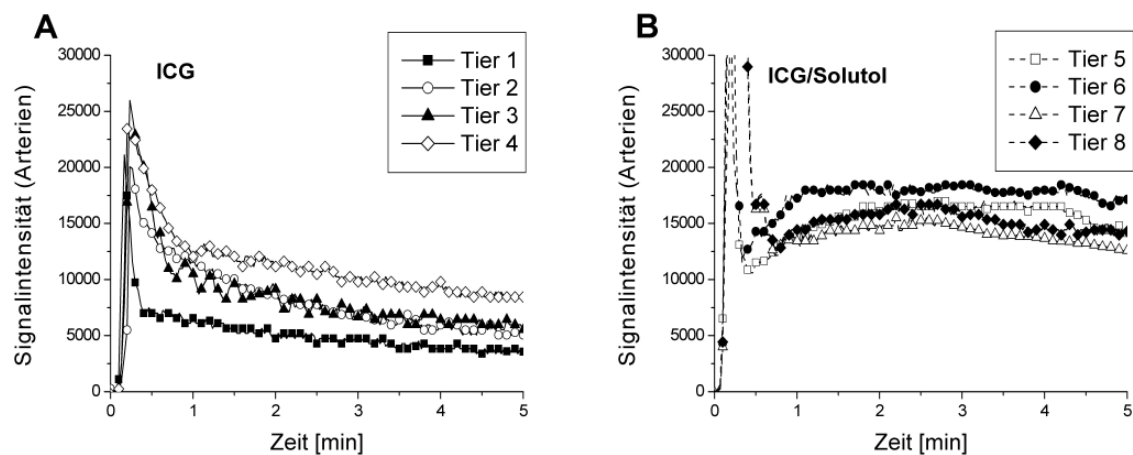 A
ICG
Tier 1
Tier 2
Tier 3
Tier 4
Signalintensität (Arterien)
30000
25000
20000
15000
10000
5000
0
0 1 2 3 4 5
Zeit [min]
B
ICG/Solutol
Tier 5
Tier 6
Tier 7
Tier 8
Signalintensität (Arterien)
30000
25000
20000
15000
10000
5000
0
0 1 2 3 4 5
Zeit [min]